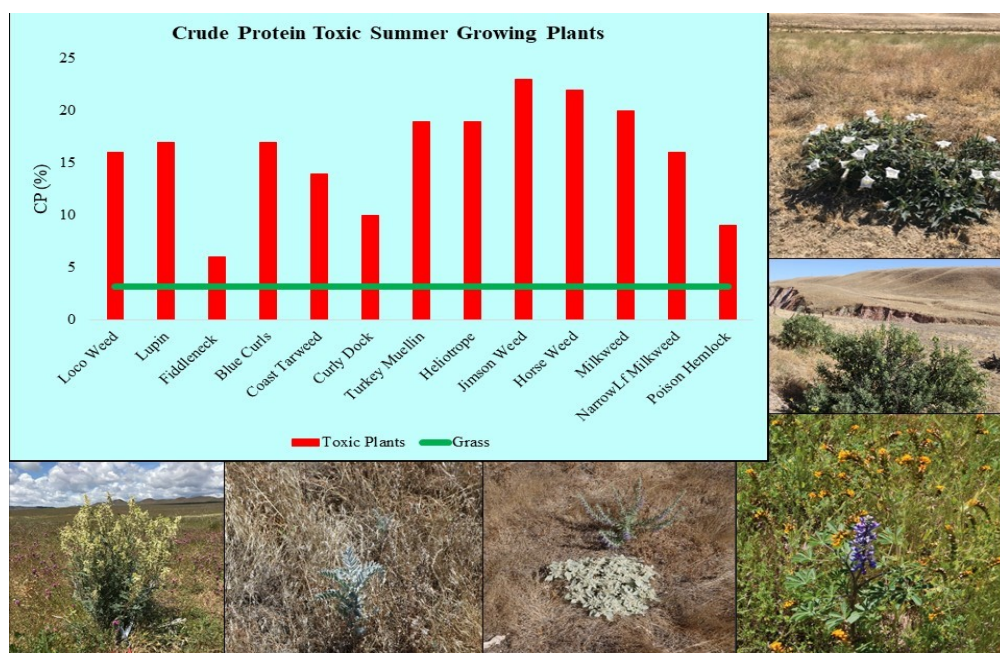 Crude Protein Toxic Summer Growing Plants
25
20
15
10
5
0
CP (%)
Loco Weed
Lupin
Fiddleneck
Blue Curls
Coast Tarweed
Curly Dock
Turkey Muellin
Heliotrope
Jimson Weed
Horse Weed
Milkweed
NarrowLf Milkweed
Poison Hemlock
Toxic Plants
Grass